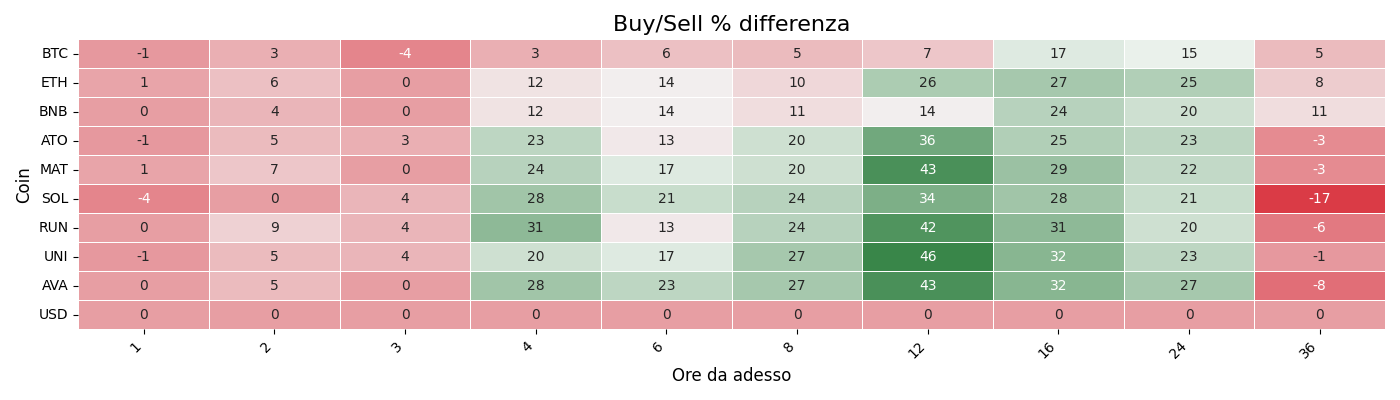 Buy/Sell % differenza
BTC -1 3 -4 3 6 5 7 17 15 5
ETH 1 6 0 12 14 10 26 27 25 8
BNB 0 4 0 12 14 11 14 24 20 11
ATO -1 5 3 23 13 20 36 25 23 -3
MAT 1 7 0 24 17 20 43 29 22 -3
SOL -4 0 4 28 21 24 34 28 21 -17
RUN 0 9 4 31 13 24 42 31 20 -6
UNI -1 5 4 20 17 27 46 32 23 -1
AVA 0 5 0 28 23 27 43 32 27 -8
USD 0 0 0 0 0 0 0 0 0 0
Coin
1 2 3 4 6 8 12 16 24 36
Ore da adesso